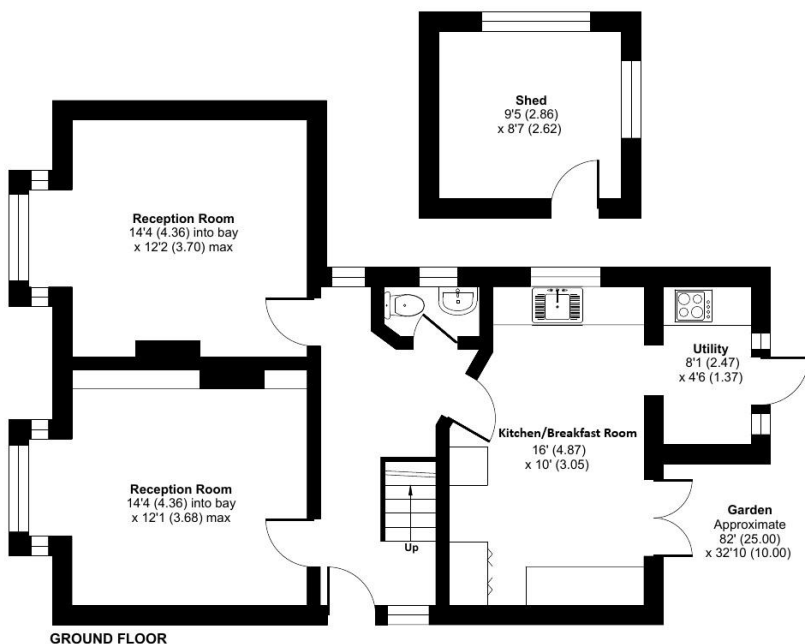 Shed
9'5 (2.86)
x 8'7 (2.62)
Reception Room
14'4 (4.36) into bay
x 12'2 (3.70) max
Utility
8'1 (2.47)
x 4'6 (1.37)
Kitchen/Breakfast Room
16' (4.87)
x 10' (3.05)
Reception Room
14'4 (4.36) into bay
x 12'1 (3.68) max
Up
Garden
Approximate
82' (25.00)
x 32'10 (10.00)
GROUND FLOOR